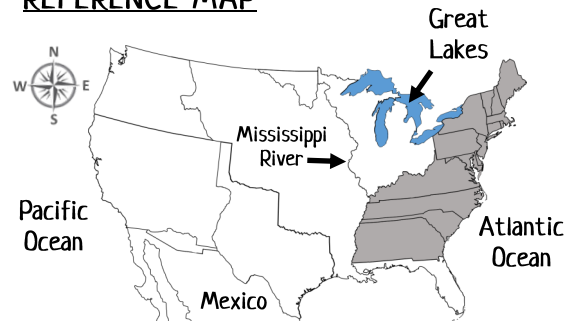 REFERENCE MAP
Great
Lakes
N
W E
S
Mississippi
River
Pacific
Ocean
Atlantic
Ocean
Mexico